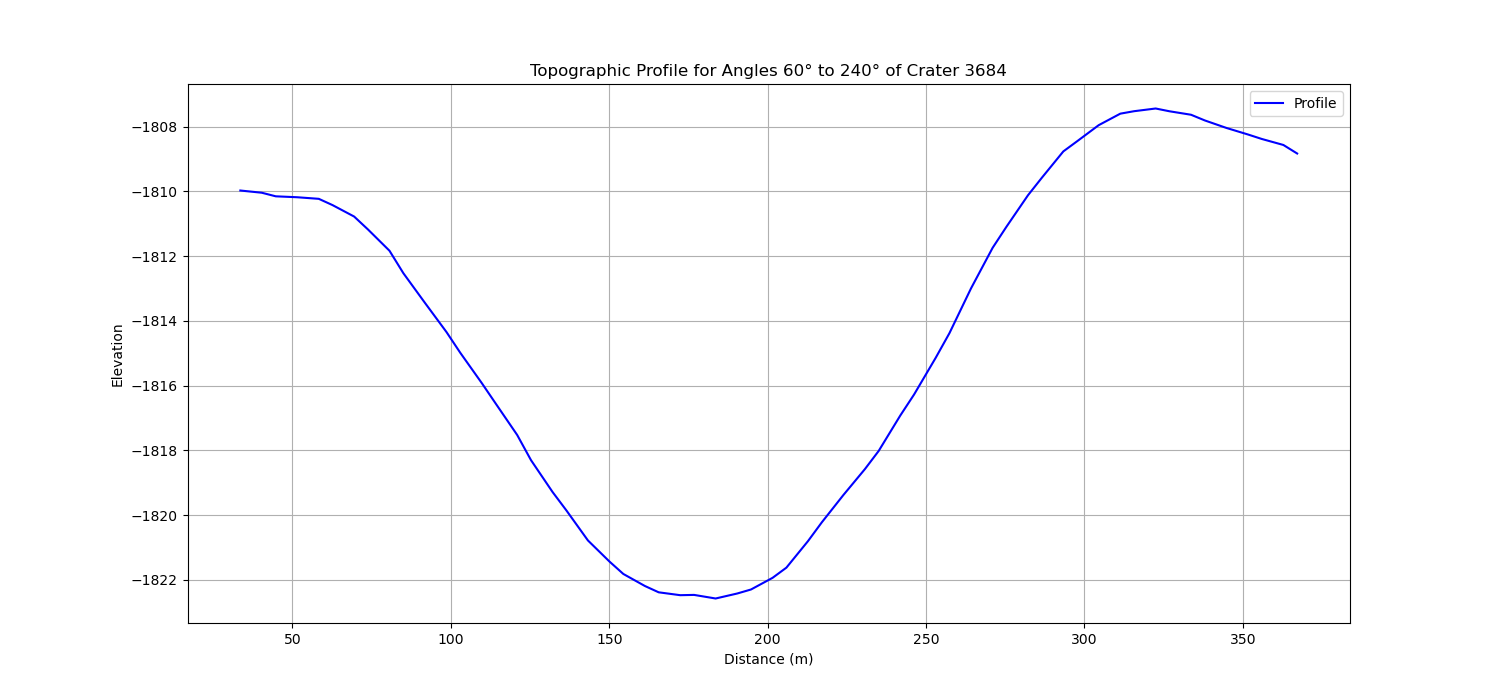 Topographic Profile for Angles 60° to 240° of Crater 3684
Profile
−1808
−1810
−1812
−1814
−1816
−1818
−1820
−1822
Elevation
50 100 150 200 250 300 350
Distance (m)